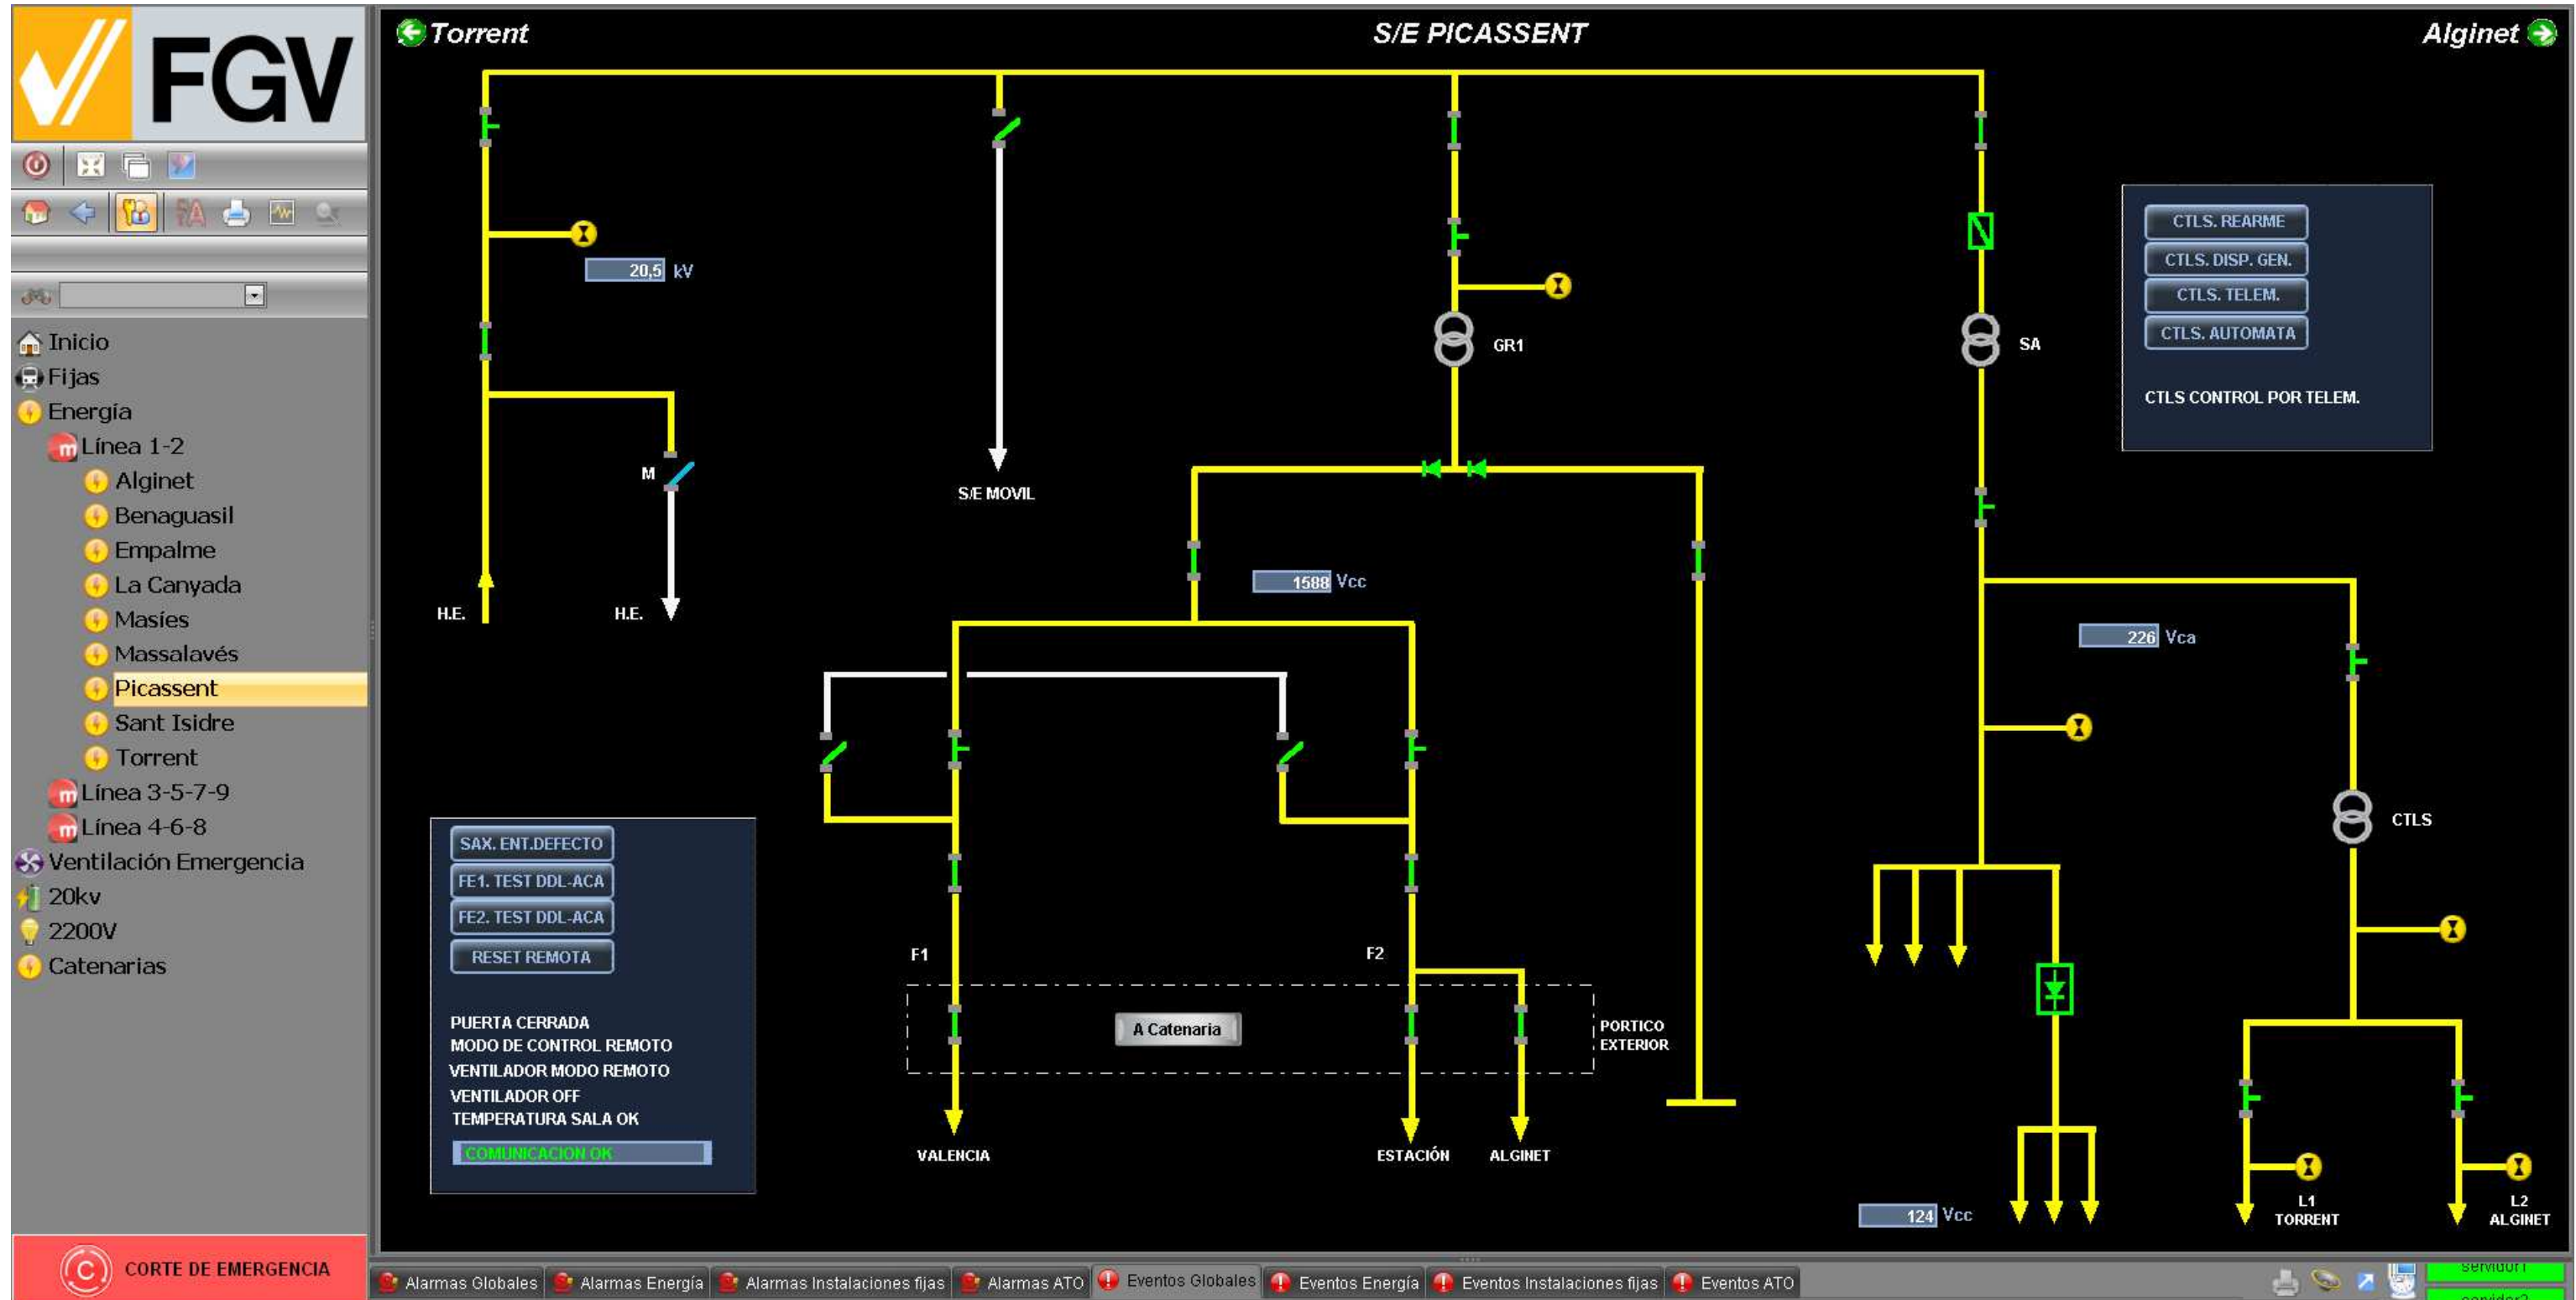 FGV
Inicio
Fijas
Energía
Línea 1-2
Alginet
Benaguasil
Empalme
La Canyada
Masíes
Massalavés
Picassent
Sant Isidre
Torrent
Línea 3-5-7-9
Línea 4-6-8
Ventilación Emergencia
20kv
2200V
Catenarias
CORTE DE EMERGENCIA
Torrent
S/E PICASSENT
Alginet
20,5 kV
M
H.E.
H.E.
S/E MOVIL
GR1
SA
CTLS. REARME
CTLS. DISP. GEN.
CTLS. TELEM.
CTLS. AUTOMATA
CTLS CONTROL POR TELEM.
1588 Vcc
226 Vca
CTLS
SAX. ENT.DEFECTO
FE1. TEST DDL-ACA
FE2. TEST DDL-ACA
RESET REMOTA
PUERTA CERRADA
MODO DE CONTROL REMOTO
VENTILADOR MODO REMOTO
VENTILADOR OFF
TEMPERATURA SALA OK
COMUNICACION OK
F1
F2
A Catenaria
PORTICO
EXTERIOR
VALENCIA
ESTACIÓN
ALGINET
124 Vcc
L1
TORRENT
L2
ALGINET
Alarmas Globales
Alarmas Energía
Alarmas Instalaciones fijas
Alarmas ATO
Eventos Globales
Eventos Energía
Eventos Instalaciones fijas
Eventos ATO
servidor1